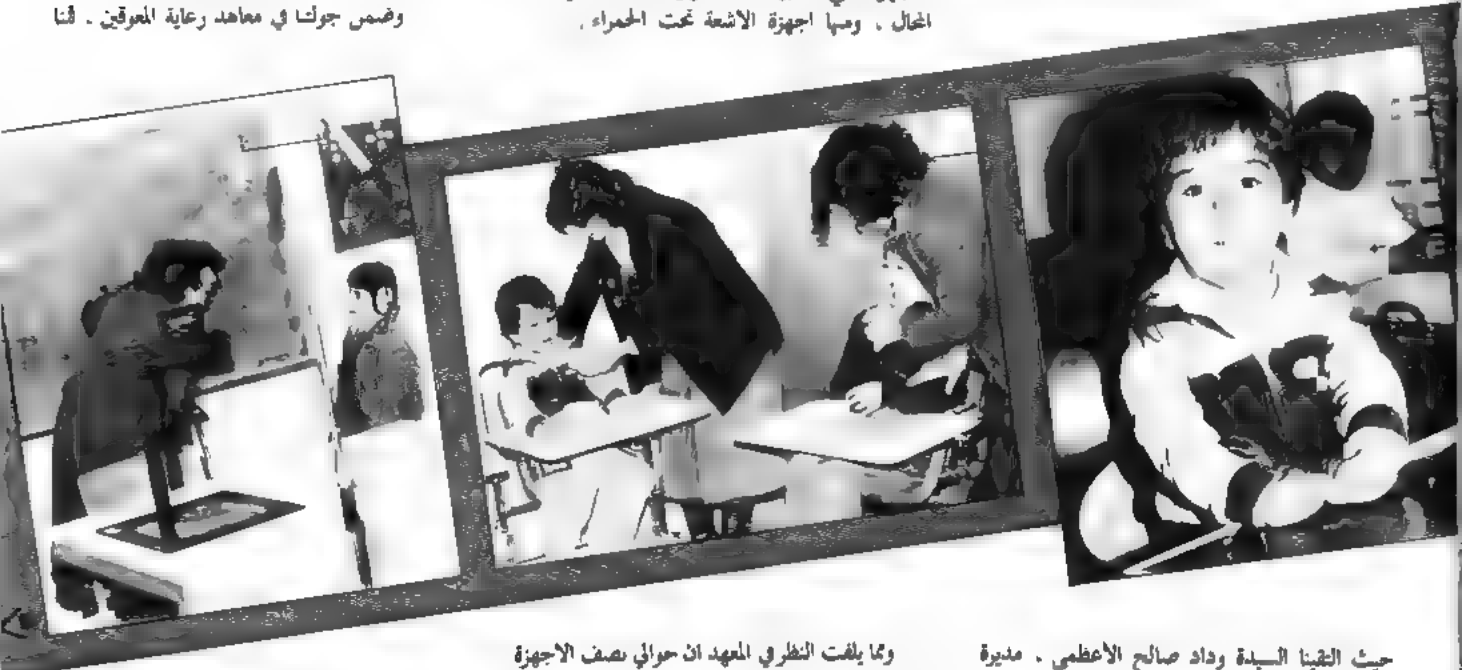 المجال ، ومنها اجهزة الاشعة تحت الحمراء .
وضمن جولتنا في معاهد رعاية المعوقين . قمنا
حيث التقينا السيدة وداد صالح الأعظمي ، مديرة
ومما يلفت النظر في المعهد ان حوالي نصف الاجهزة